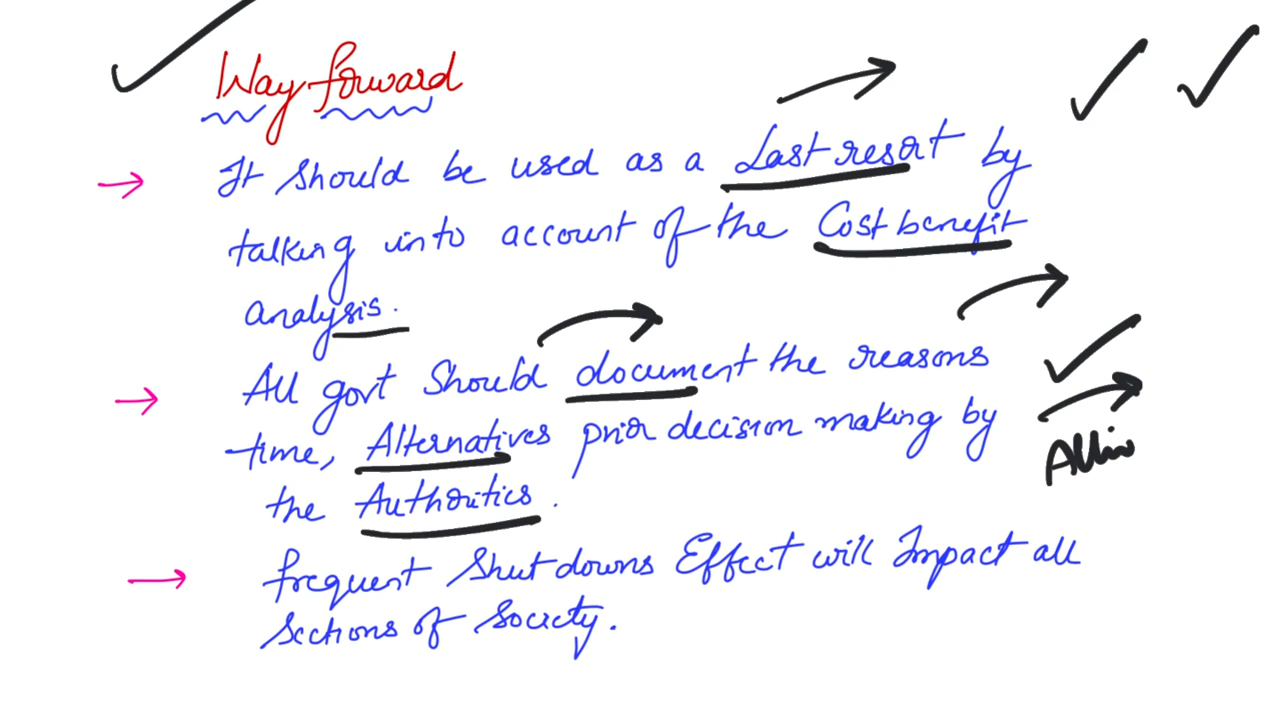 Way forward
It should be used as a Last resort by
talking into account of the Cost benefit
analysis.
All govt should document the reasons
time, Alternatives prior decision making by
the Authorities.
frequent Shutdowns Effect will Impact all
sections of society.